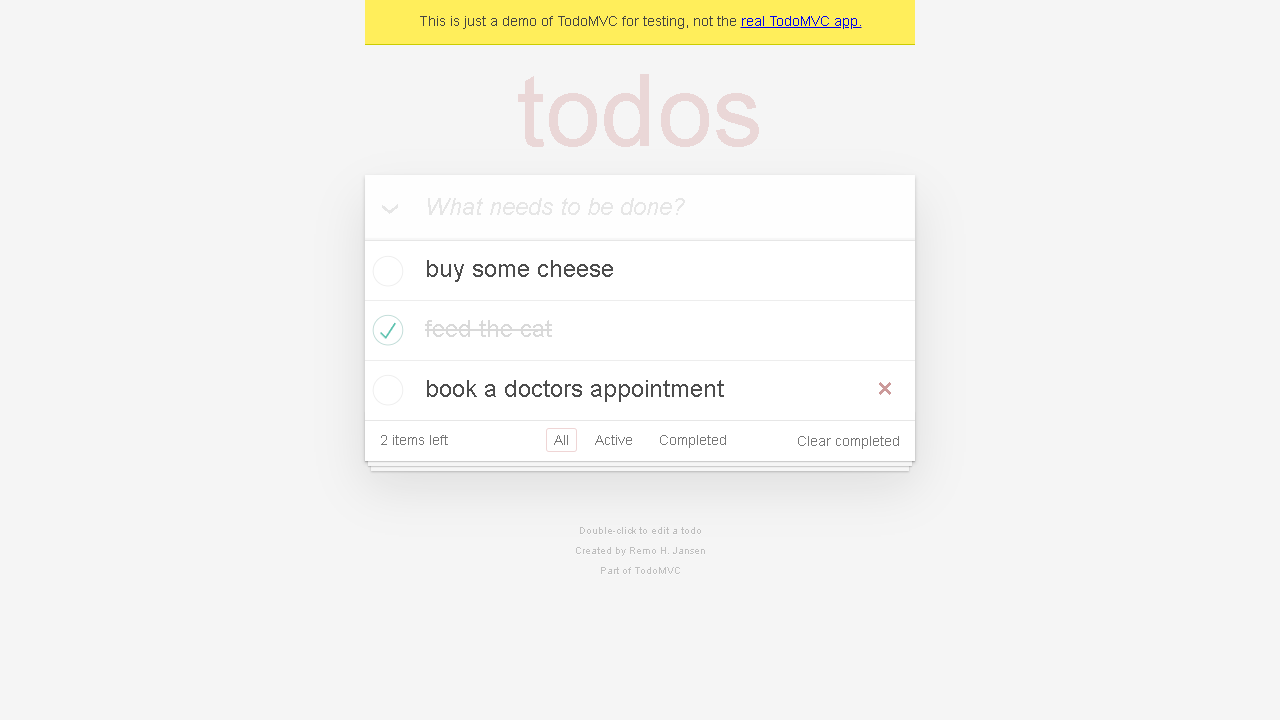 This is just a demo of TodoMVC for testing, not the real TodoMVC app.
todos
What needs to be done?
buy some cheese
feed the cat
book a doctors appointment
2 items left All Active Completed Clear completed
Double-click to edit a todo
Created by Remo H. Jansen
Part of TodoMVC